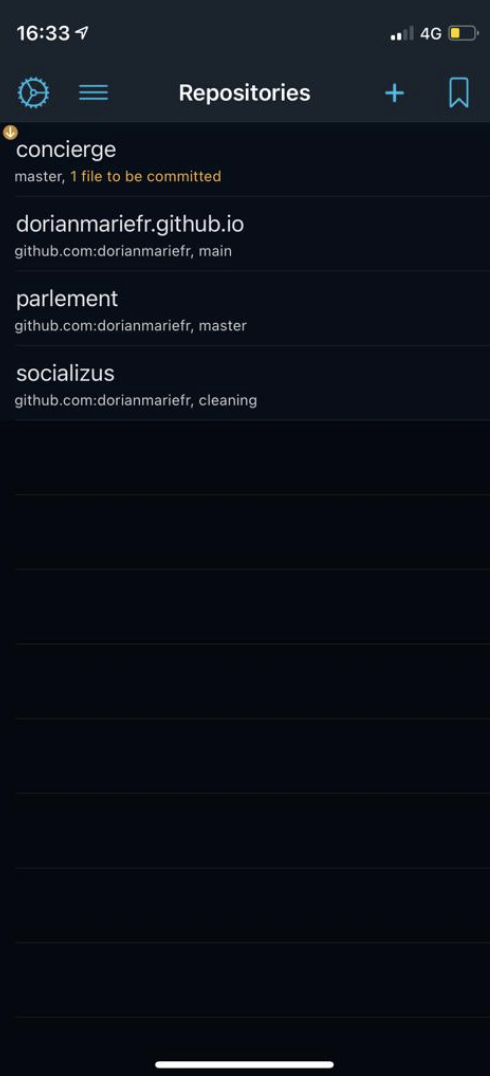 16:33 4G
Repositories
concierge
master, 1 file to be committed
dorianmariefr.github.io
github.com:dorianmariefr, main
parlement
github.com:dorianmariefr, master
socializus
github.com:dorianmariefr, cleaning